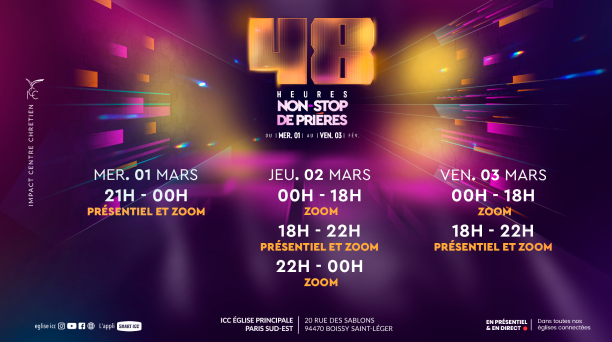 48
HEURES
NON-STOP
DE PRIÈRES
DU | MER. 01 | AU | VEN. 03 | FÉV.
IMPACT CENTRE CHRÉTIEN
MER. 01 MARS
21H - 00H
PRÉSENTIEL ET ZOOM
JEU. 02 MARS
00H - 18H
ZOOM
18H - 22H
PRÉSENTIEL ET ZOOM
22H - 00H
ZOOM
VEN. 03 MARS
00H - 18H
ZOOM
18H - 22H
PRÉSENTIEL ET ZOOM
eglise icc
L'appli SMART ICC
ICC ÉGLISE PRINCIPALE
PARIS SUD-EST
20 RUE DES SABLONS
94470 BOISSY SAINT-LÉGER
EN PRÉSENTIEL
& EN DIRECT
Dans toutes nos
églises connectées